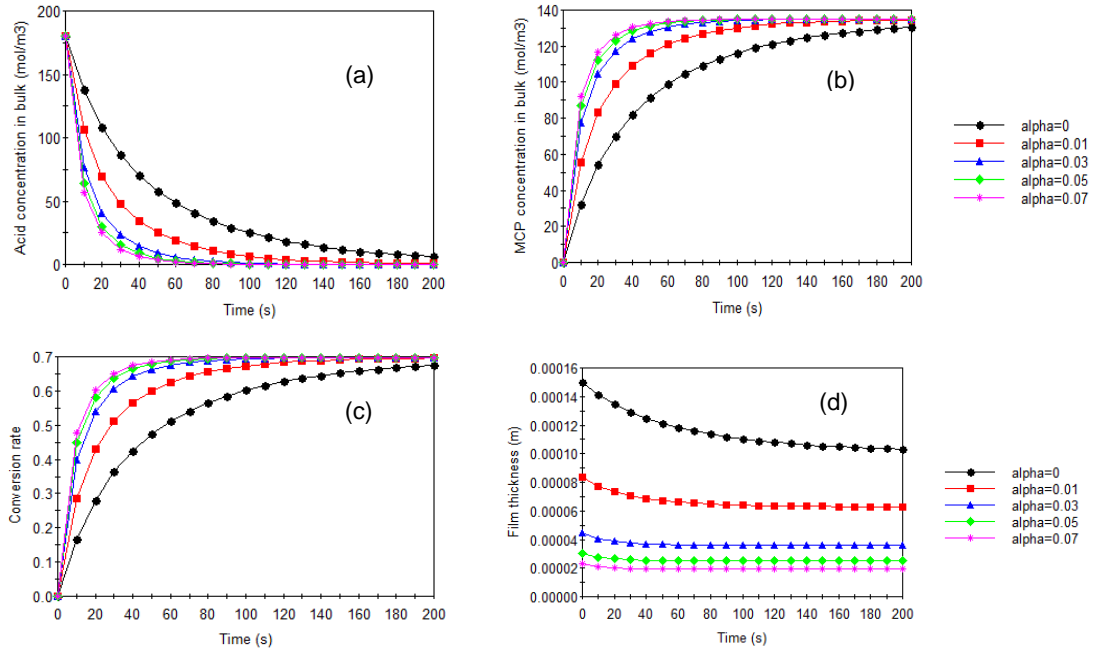 Acid concentration in bulk (mol/m3)
200
150
100
50
0
(a)
0 20 40 60 80 100 120 140 160 180 200
Time (s)
MCP concentration in bulk (mol/m3)
140
120
100
80
60
40
20
0
(b)
0 20 40 60 80 100 120 140 160 180 200
Time (s)
alpha=0
alpha=0.01
alpha=0.03
alpha=0.05
alpha=0.07
Conversion rate
0.7
0.6
0.5
0.4
0.3
0.2
0.1
0.0
(c)
0 20 40 60 80 100 120 140 160 180 200
Time (s)
Film thickness (m)
0.00016
0.00014
0.00012
0.00010
0.00008
0.00006
0.00004
0.00002
0.00000
(d)
0 20 40 60 80 100 120 140 160 180 200
Time (s)
alpha=0
alpha=0.01
alpha=0.03
alpha=0.05
alpha=0.07